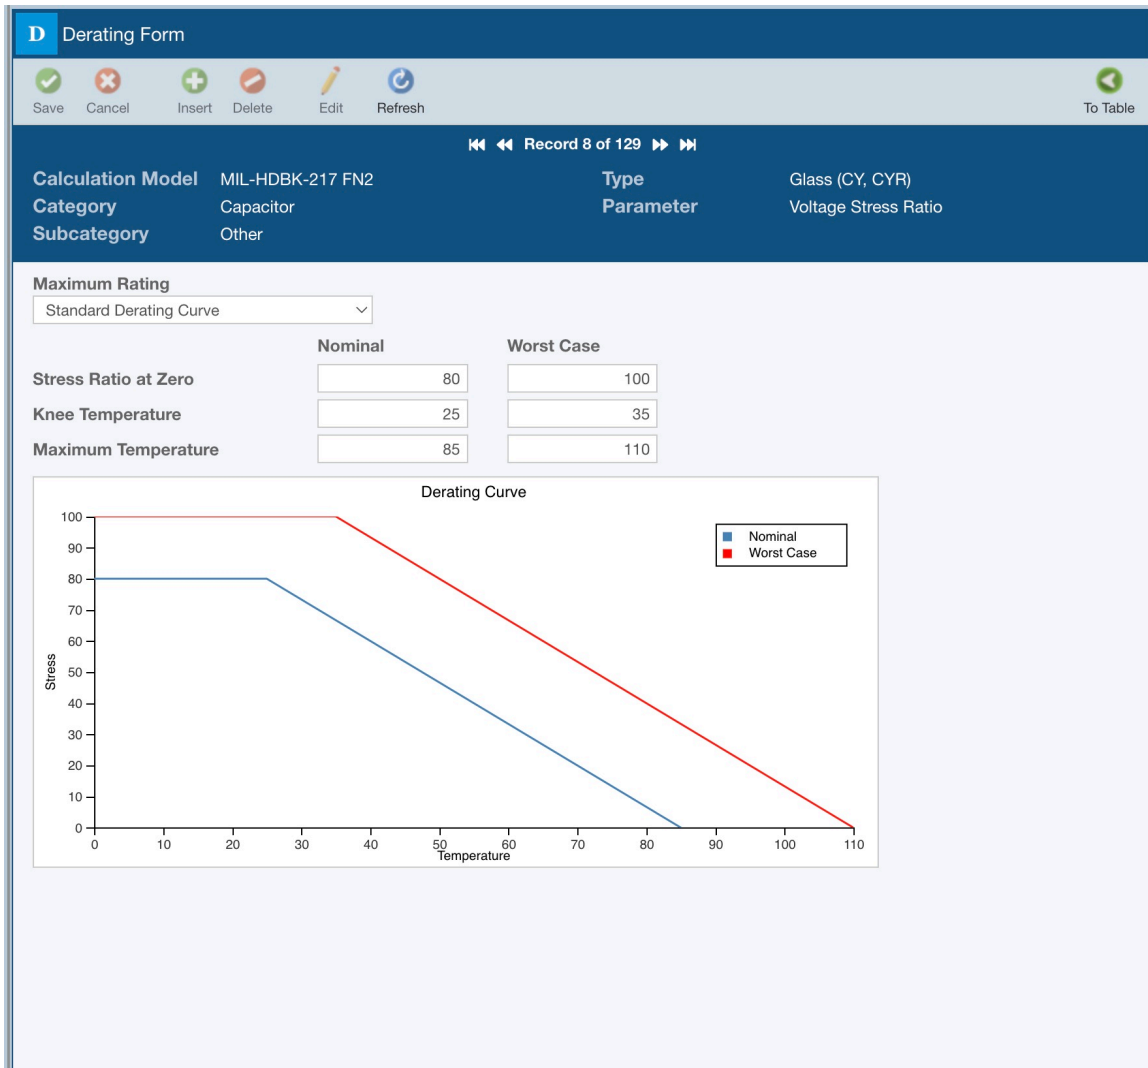 D Derating Form
Save Cancel Insert Delete Edit Refresh To Table
Record 8 of 129
Calculation Model MIL-HDBK-217 FN2 Type Glass (CY, CYR)
Category Capacitor Parameter Voltage Stress Ratio
Subcategory Other
Maximum Rating
Standard Derating Curve
Nominal Worst Case
Stress Ratio at Zero 80 100
Knee Temperature 25 35
Maximum Temperature 85 110
Derating Curve
Nominal
Worst Case
100
90
80
70
60
50
40
30
20
10
0
Stress
0 10 20 30 40 50 60 70 80 90 100 110
Temperature